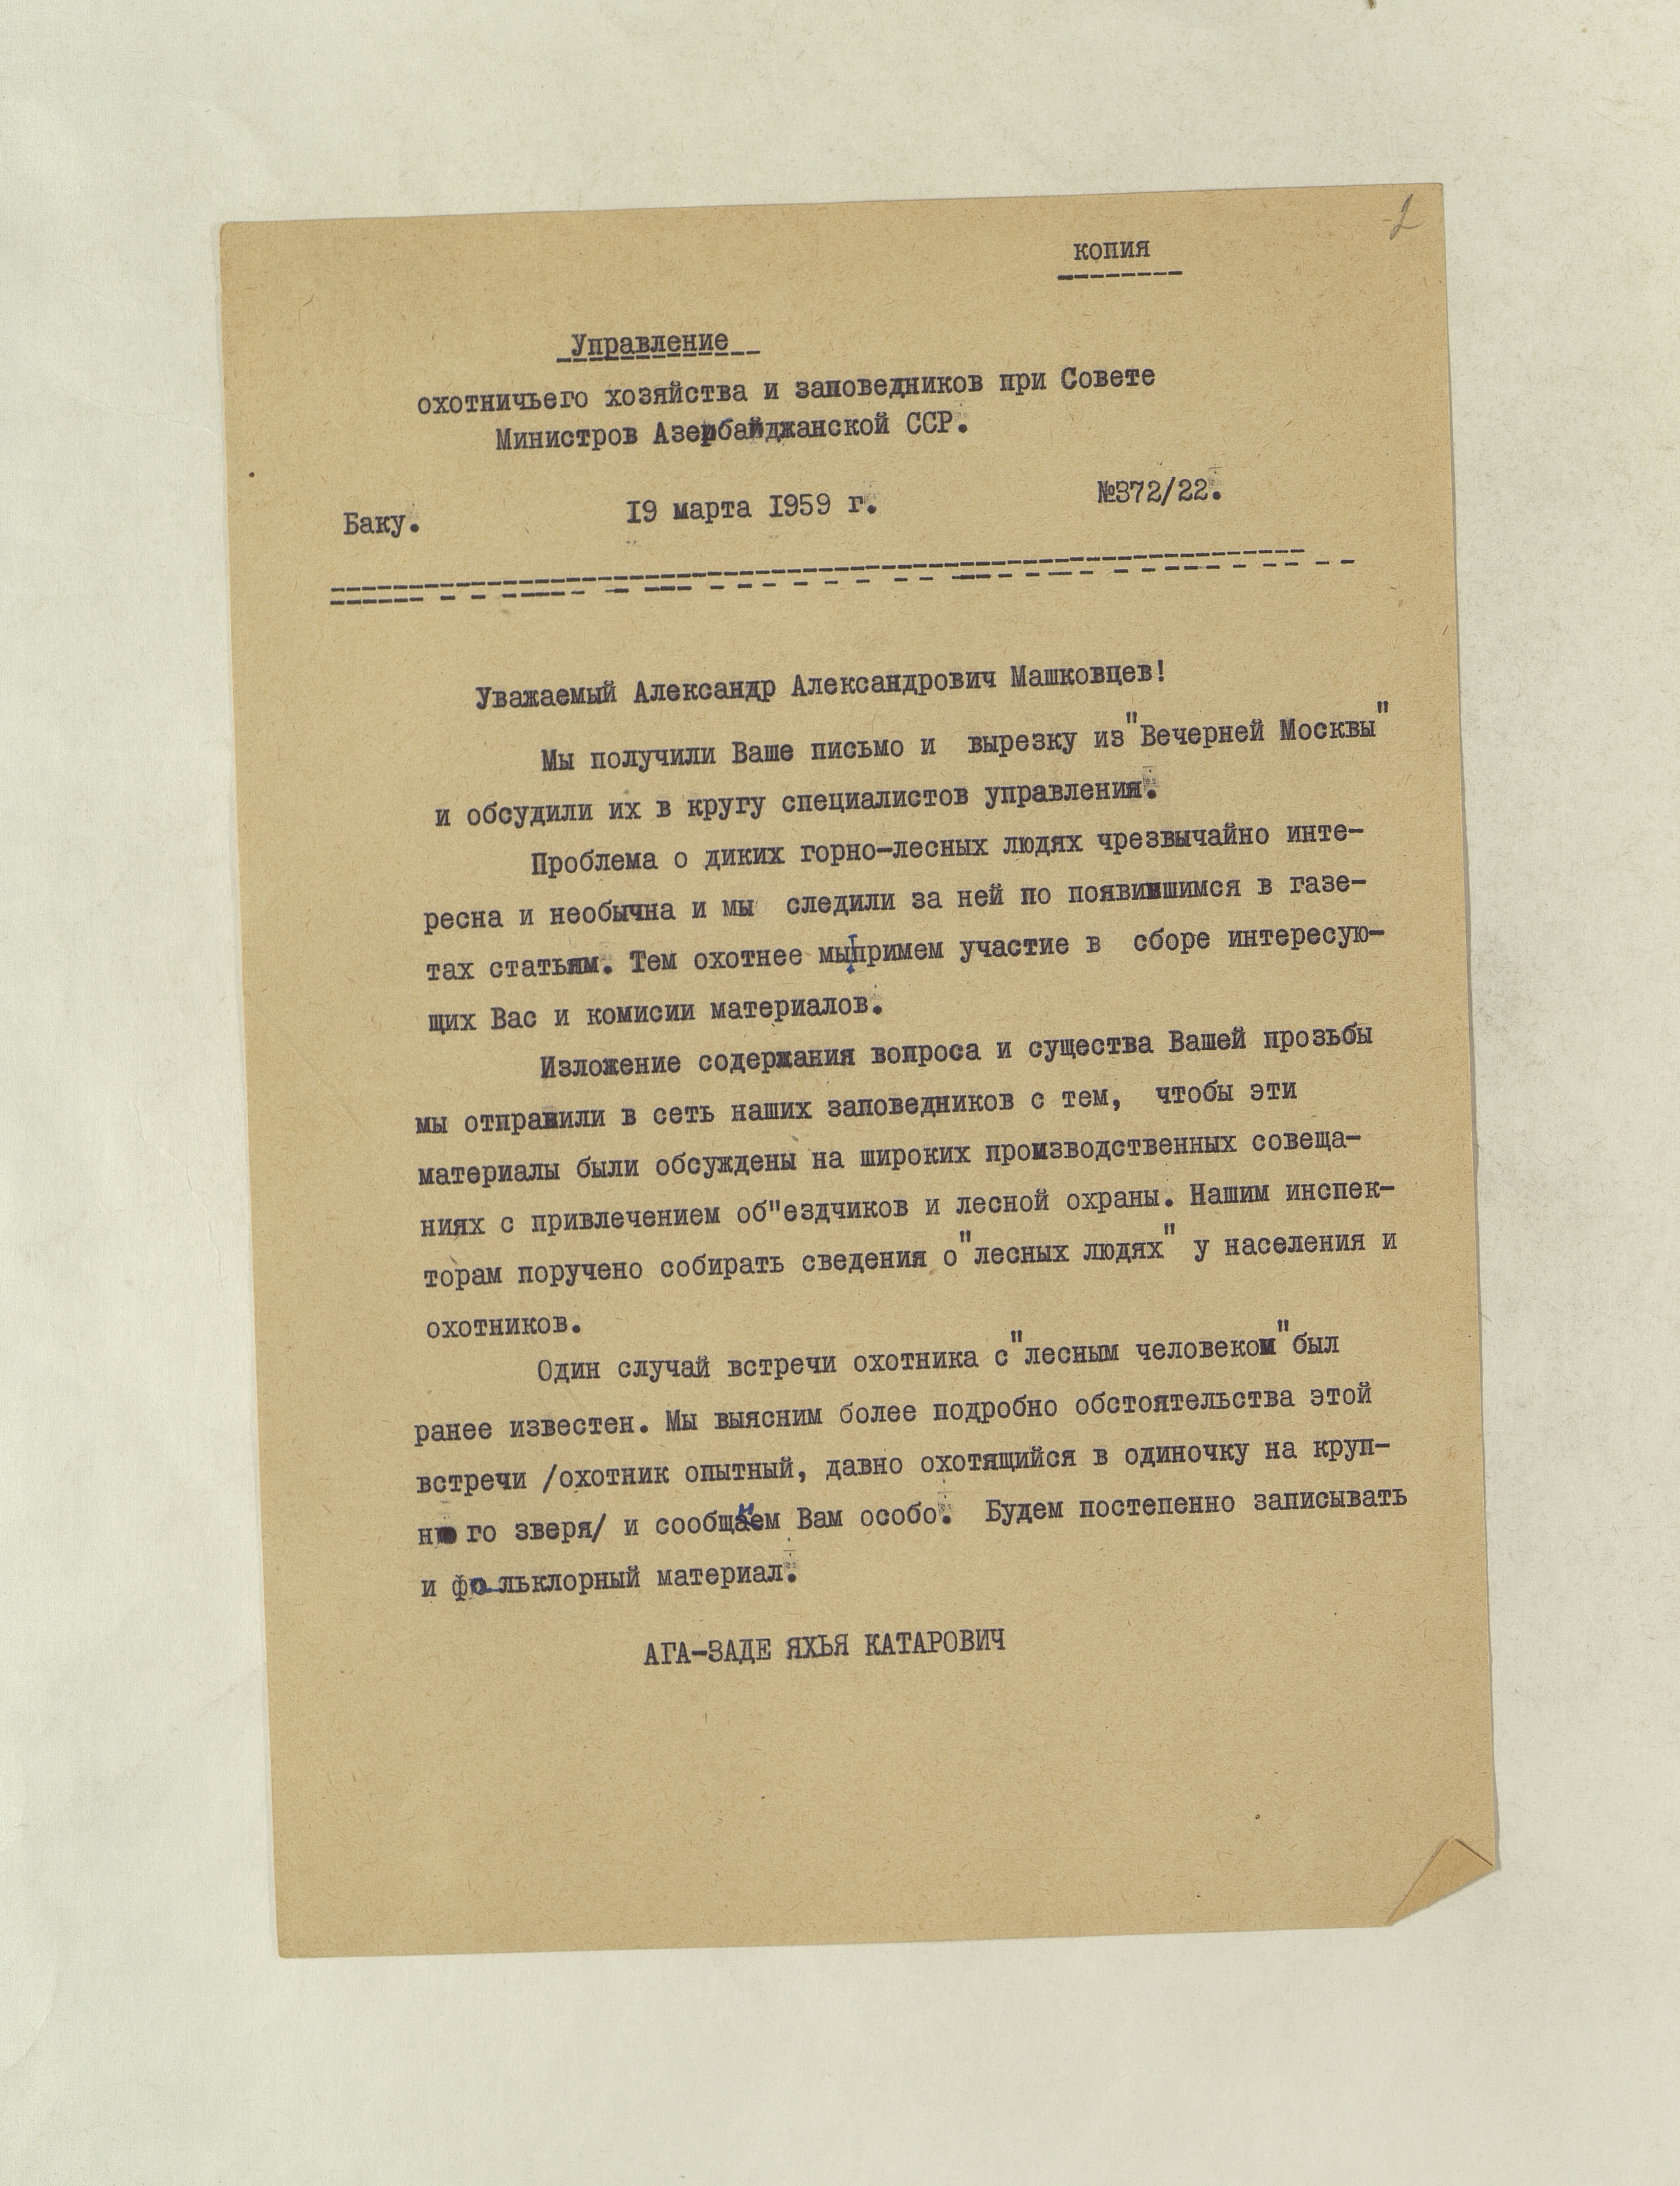 2
копия
Управление
охотничьего хозяйства и заповедников при Совете
Министров Азербайджанской ССР.
Баку. 19 марта 1959 г. №372/22.
Уважаемый Александр Александрович Машковцев!
Мы получили Ваше письмо и вырезку из "Вечерней Москвы"
и обсудили их в кругу специалистов управления.
Проблема о диких горно-лесных людях чрезвычайно инте-
ресна и необычна и мы следили за ней по появившимся в газе-
тах статьям. Тем охотнее мы примем участие в сборе интересую-
щих Вас и комисии материалов.
Изложение содержания вопроса и существа Вашей прозьбы
мы отправили в сеть наших заповедников с тем, чтобы эти
материалы были обсуждены на широких производственных совеща-
ниях с привлечением об"ездчиков и лесной охраны. Нашим инспек-
торам поручено собирать сведения о "лесных людях" у населения и
охотников.
Один случай встречи охотника с "лесным человеком" был
ранее известен. Мы выясним более подробно обстоятельства этой
встречи /охотник опытный, давно охотящийся в одиночку на круп-
ного зверя/ и сообщим Вам особо. Будем постепенно записывать
и фольклорный материал.
АГА-ЗАДЕ ЯХЬЯ КАТАРОВИЧ